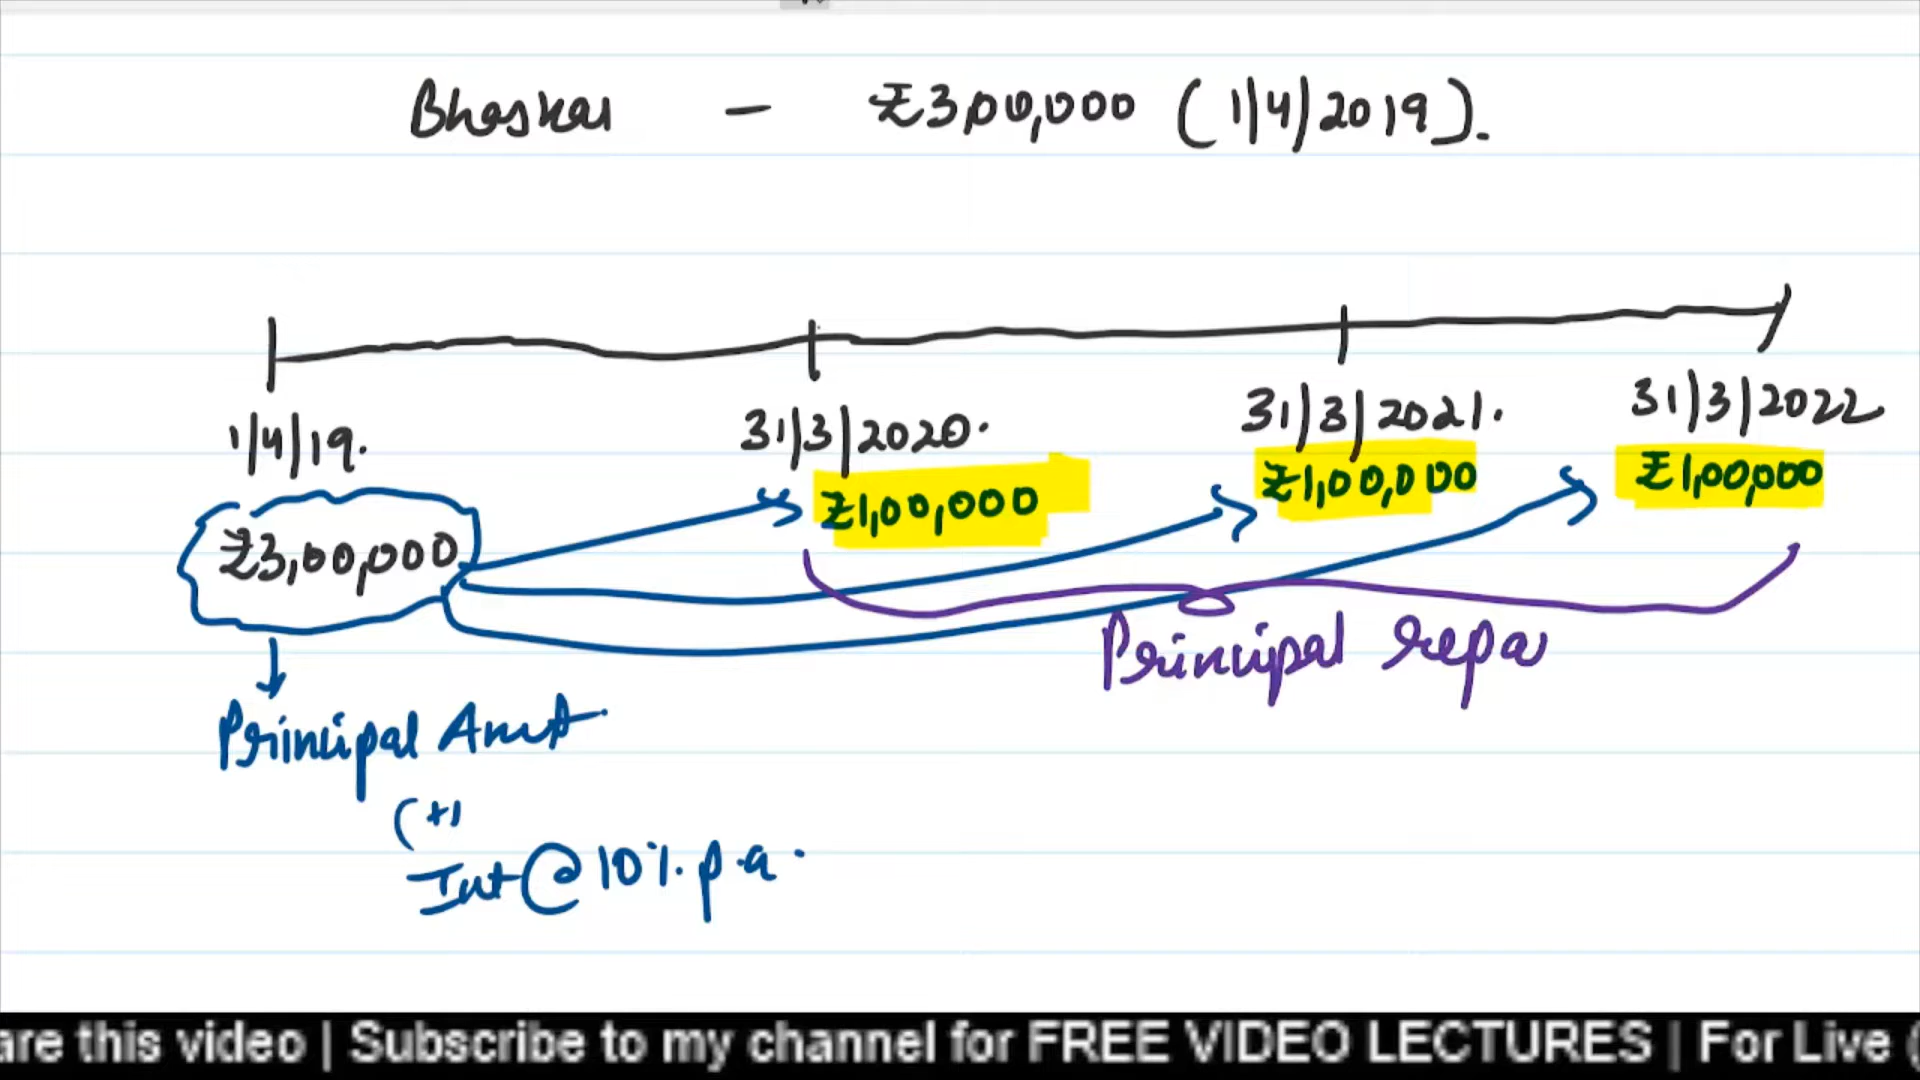 Bhaskar - ₹3,00,000 (1/4/2019).
1/4/19. 31/3/2020. 31/3/2021. 31/3/2022
₹3,00,000 ₹1,00,000 ₹1,00,000 ₹1,00,000
Principal repa
Principal Amt
(+)
Int @ 10% p.a.
are this video | Subscribe to my channel for FREE VIDEO LECTURES | For Live (